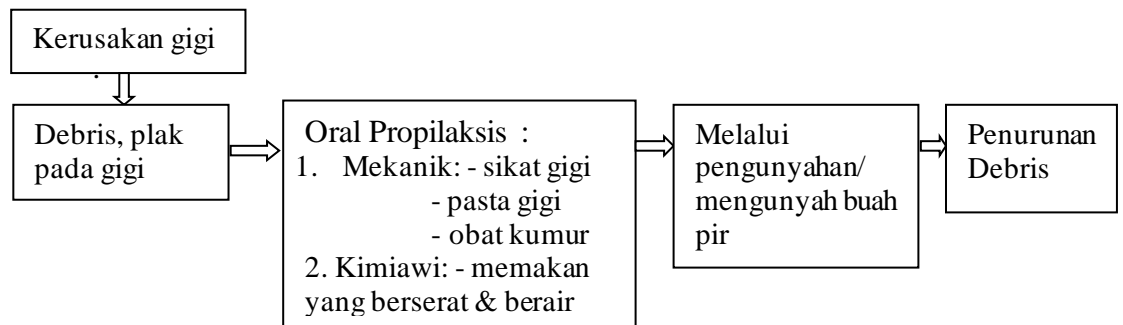 Kerusakan gigi
Debris, plak
pada gigi
Oral Propilaksis :
1. Mekanik: - sikat gigi
- pasta gigi
- obat kumur
2. Kimiawi: - memakan
yang berserat & berair
Melalui
pengunyahan/
mengunyah buah
pir
Penurunan
Debris